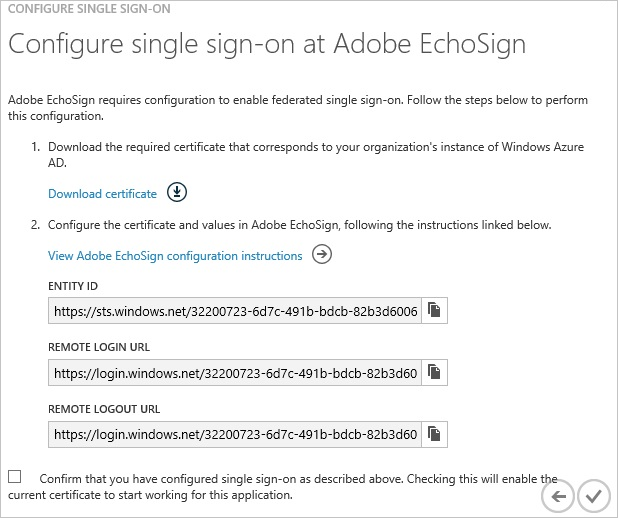 CONFIGURE SINGLE SIGN-ON
Configure single sign-on at Adobe EchoSign
Adobe EchoSign requires configuration to enable federated single sign-on. Follow the steps below to perform
this configuration.
1. Download the required certificate that corresponds to your organization's instance of Windows Azure
AD.
Download certificate
2. Configure the certificate and values in Adobe EchoSign, following the instructions linked below.
View Adobe EchoSign configuration instructions
ENTITY ID
https://sts.windows.net/32200723-6d7c-491b-bdcb-82b3d6006
REMOTE LOGIN URL
https://login.windows.net/32200723-6d7c-491b-bdcb-82b3d60
REMOTE LOGOUT URL
https://login.windows.net/32200723-6d7c-491b-bdcb-82b3d60
Confirm that you have configured single sign-on as described above. Checking this will enable the
current certificate to start working for this application.